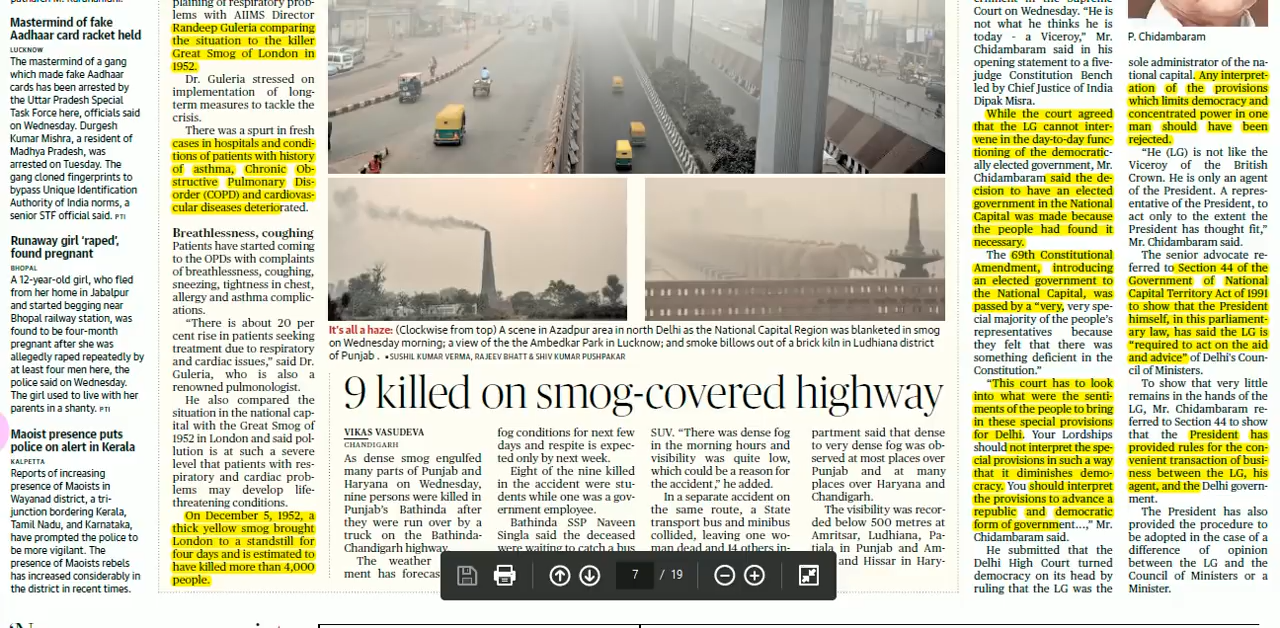 Mastermind of fake
Aadhaar card racket held
LUCKNOW
The mastermind of a gang
which made fake Aadhaar
cards has been arrested by
the Uttar Pradesh Special
Task Force here, officials said
on Wednesday. Durgesh
Kumar Mishra, a resident of
Madhya Pradesh, was
arrested on Tuesday. The
gang cloned fingerprints to
bypass Unique Identification
Authority of India norms, a
senior STF official said. PTI
Runaway girl ‘raped’,
found pregnant
BHOPAL
A 12-year-old girl, who fled
from her home in Jabalpur
and started begging near
Bhopal railway station, was
found to be four-month
pregnant after she was
allegedly raped repeatedly by
at least four men here, the
police said on Wednesday.
The girl used to live with her
parents in a shanty. PTI
Maoist presence puts
police on alert in Kerala
KALPETTA
Reports of increasing
presence of Maoists in
Wayanad district, a tri-
junction bordering Kerala,
Tamil Nadu, and Karnataka,
have prompted the police to
be more vigilant. The
presence of Maoists rebels
has increased considerably in
the district in recent times.
plaining of respiratory prob-
lems with AIIMS Director
Randeep Guleria comparing
the situation to the killer
Great Smog of London in
1952.
Dr. Guleria stressed on
implementation of long-
term measures to tackle the
crisis.
There was a spurt in fresh
cases in hospitals and condi-
tions of patients with history
of asthma, Chronic Ob-
structive Pulmonary Dis-
order (COPD) and cardiovas-
cular diseases deteriorated.
Breathlessness, coughing
Patients have started coming
to the OPDs with complaints
of breathlessness, coughing,
sneezing, tightness in chest,
allergy and asthma complic-
ations.
“There is about 20 per
cent rise in patients seeking
treatment due to respiratory
and cardiac issues,” said Dr.
Guleria, who is also a
renowned pulmonologist.
He also compared the
situation in the national cap-
ital with the Great Smog of
1952 in London and said pol-
lution is at such a severe
level that patients with res-
piratory and cardiac prob-
lems may develop life-
threatening conditions.
On December 5, 1952, a
thick yellow smog brought
London to a standstill for
four days and is estimated to
have killed more than 4,000
people.
It's all a haze: (Clockwise from top) A scene in Azadpur area in north Delhi as the National Capital Region was blanketed in smog
on Wednesday morning; a view of the the Ambedkar Park in Lucknow; and smoke billows out of a brick kiln in Ludhiana district
of Punjab . •SUSHIL KUMAR VERMA, RAJEEV BHATT & SHIV KUMAR PUSHPAKAR
9 killed on smog-covered highway
VIKAS VASUDEVA
CHANDIGARH
As dense smog engulfed
many parts of Punjab and
Haryana on Wednesday,
nine persons were killed in
Punjab's Bathinda after
they were run over by a
truck on the Bathinda-
Chandigarh highway.
The weather
ment has forecas
fog conditions for next few
days and respite is expec-
ted only by next week.
Eight of the nine killed
in the accident were stu-
dents while one was a gov-
ernment employee.
Bathinda SSP Naveen
Singla said the deceased
were waiting to catch a bus
SUV. “There was dense fog
in the morning hours and
visibility was quite low,
which could be a reason for
the accident,” he added.
In a separate accident on
the same route, a State
transport bus and minibus
collided, leaving one wo-
man dead and 14 others in-
partment said that dense
to very dense fog was ob-
served at most places over
Punjab and at many
places over Haryana and
Chandigarh.
The visibility was recor-
ded below 500 metres at
Amritsar, Ludhiana, Pa-
tiala in Punjab and Am-
and Hissar in Hary-
7 / 19
Court on Wednesday. “He is
not what he thinks he is
today - a Viceroy,” Mr.
Chidambaram said in his
opening statement to a five-
judge Constitution Bench
led by Chief Justice of India
Dipak Misra.
While the court agreed
that the LG cannot inter-
vene in the day-to-day func-
tioning of the democratic-
ally elected government, Mr.
Chidambaram said the de-
cision to have an elected
government in the National
Capital was made because
the people had found it
necessary.
The 69th Constitutional
Amendment, introducing
an elected government to
the National Capital, was
passed by a “very, very spe-
cial majority of the people's
representatives because
they felt that there was
something deficient in the
Constitution.”
“This court has to look
into what were the senti-
ments of the people to bring
in these special provisions
for Delhi. Your Lordships
should not interpret the spe-
cial provisions in such a way
that it diminishes demo-
cracy. You should interpret
the provisions to advance a
republic and democratic
form of government...,” Mr.
Chidambaram said.
He submitted that the
Delhi High Court turned
democracy on its head by
ruling that the LG was the
P. Chidambaram
sole administrator of the na-
tional capital. Any interpret-
ation of the provisions
which limits democracy and
concentrated power in one
man should have been
rejected.
“He (LG) is not like the
Viceroy of the British
Crown. He is only an agent
of the President. A repres-
entative of the President, to
act only to the extent the
President has thought fit,”
Mr. Chidambaram said.
The senior advocate re-
ferred to Section 44 of the
Government of National
Capital Territory Act of 1991
to show that the President
himself, in this parliament-
ary law, has said the LG is
“required to act on the aid
and advice” of Delhi's Coun-
cil of Ministers.
To show that very little
remains in the hands of the
LG, Mr. Chidambaram re-
ferred to Section 44 to show
that the President has
provided rules for the con-
venient transaction of busi-
ness between the LG, his
agent, and the Delhi govern-
ment.
The President has also
provided the procedure to
be adopted in the case of a
difference of opinion
between the LG and the
Council of Ministers or a
Minister.